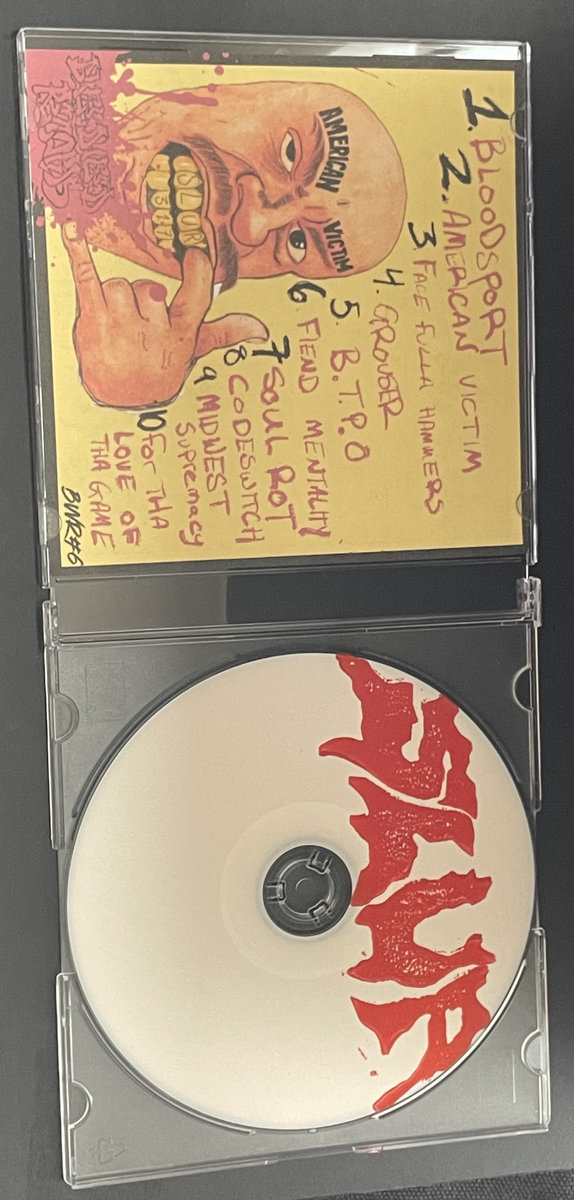 1. BLOODSPORT
2. AMERICAN VICTIM
3 FACE FULLA HAMMERS
4. GROUSER
5. B.T.P.O
6. FIEND MENTALITY
7 SOUL ROT
8 CODESWITCH
9 MIDWEST
Supremacy
10 FOR THA
LOVE OF
THA GAME
BWR#6
AMERICAN VICTIM
SLUR
SLUR